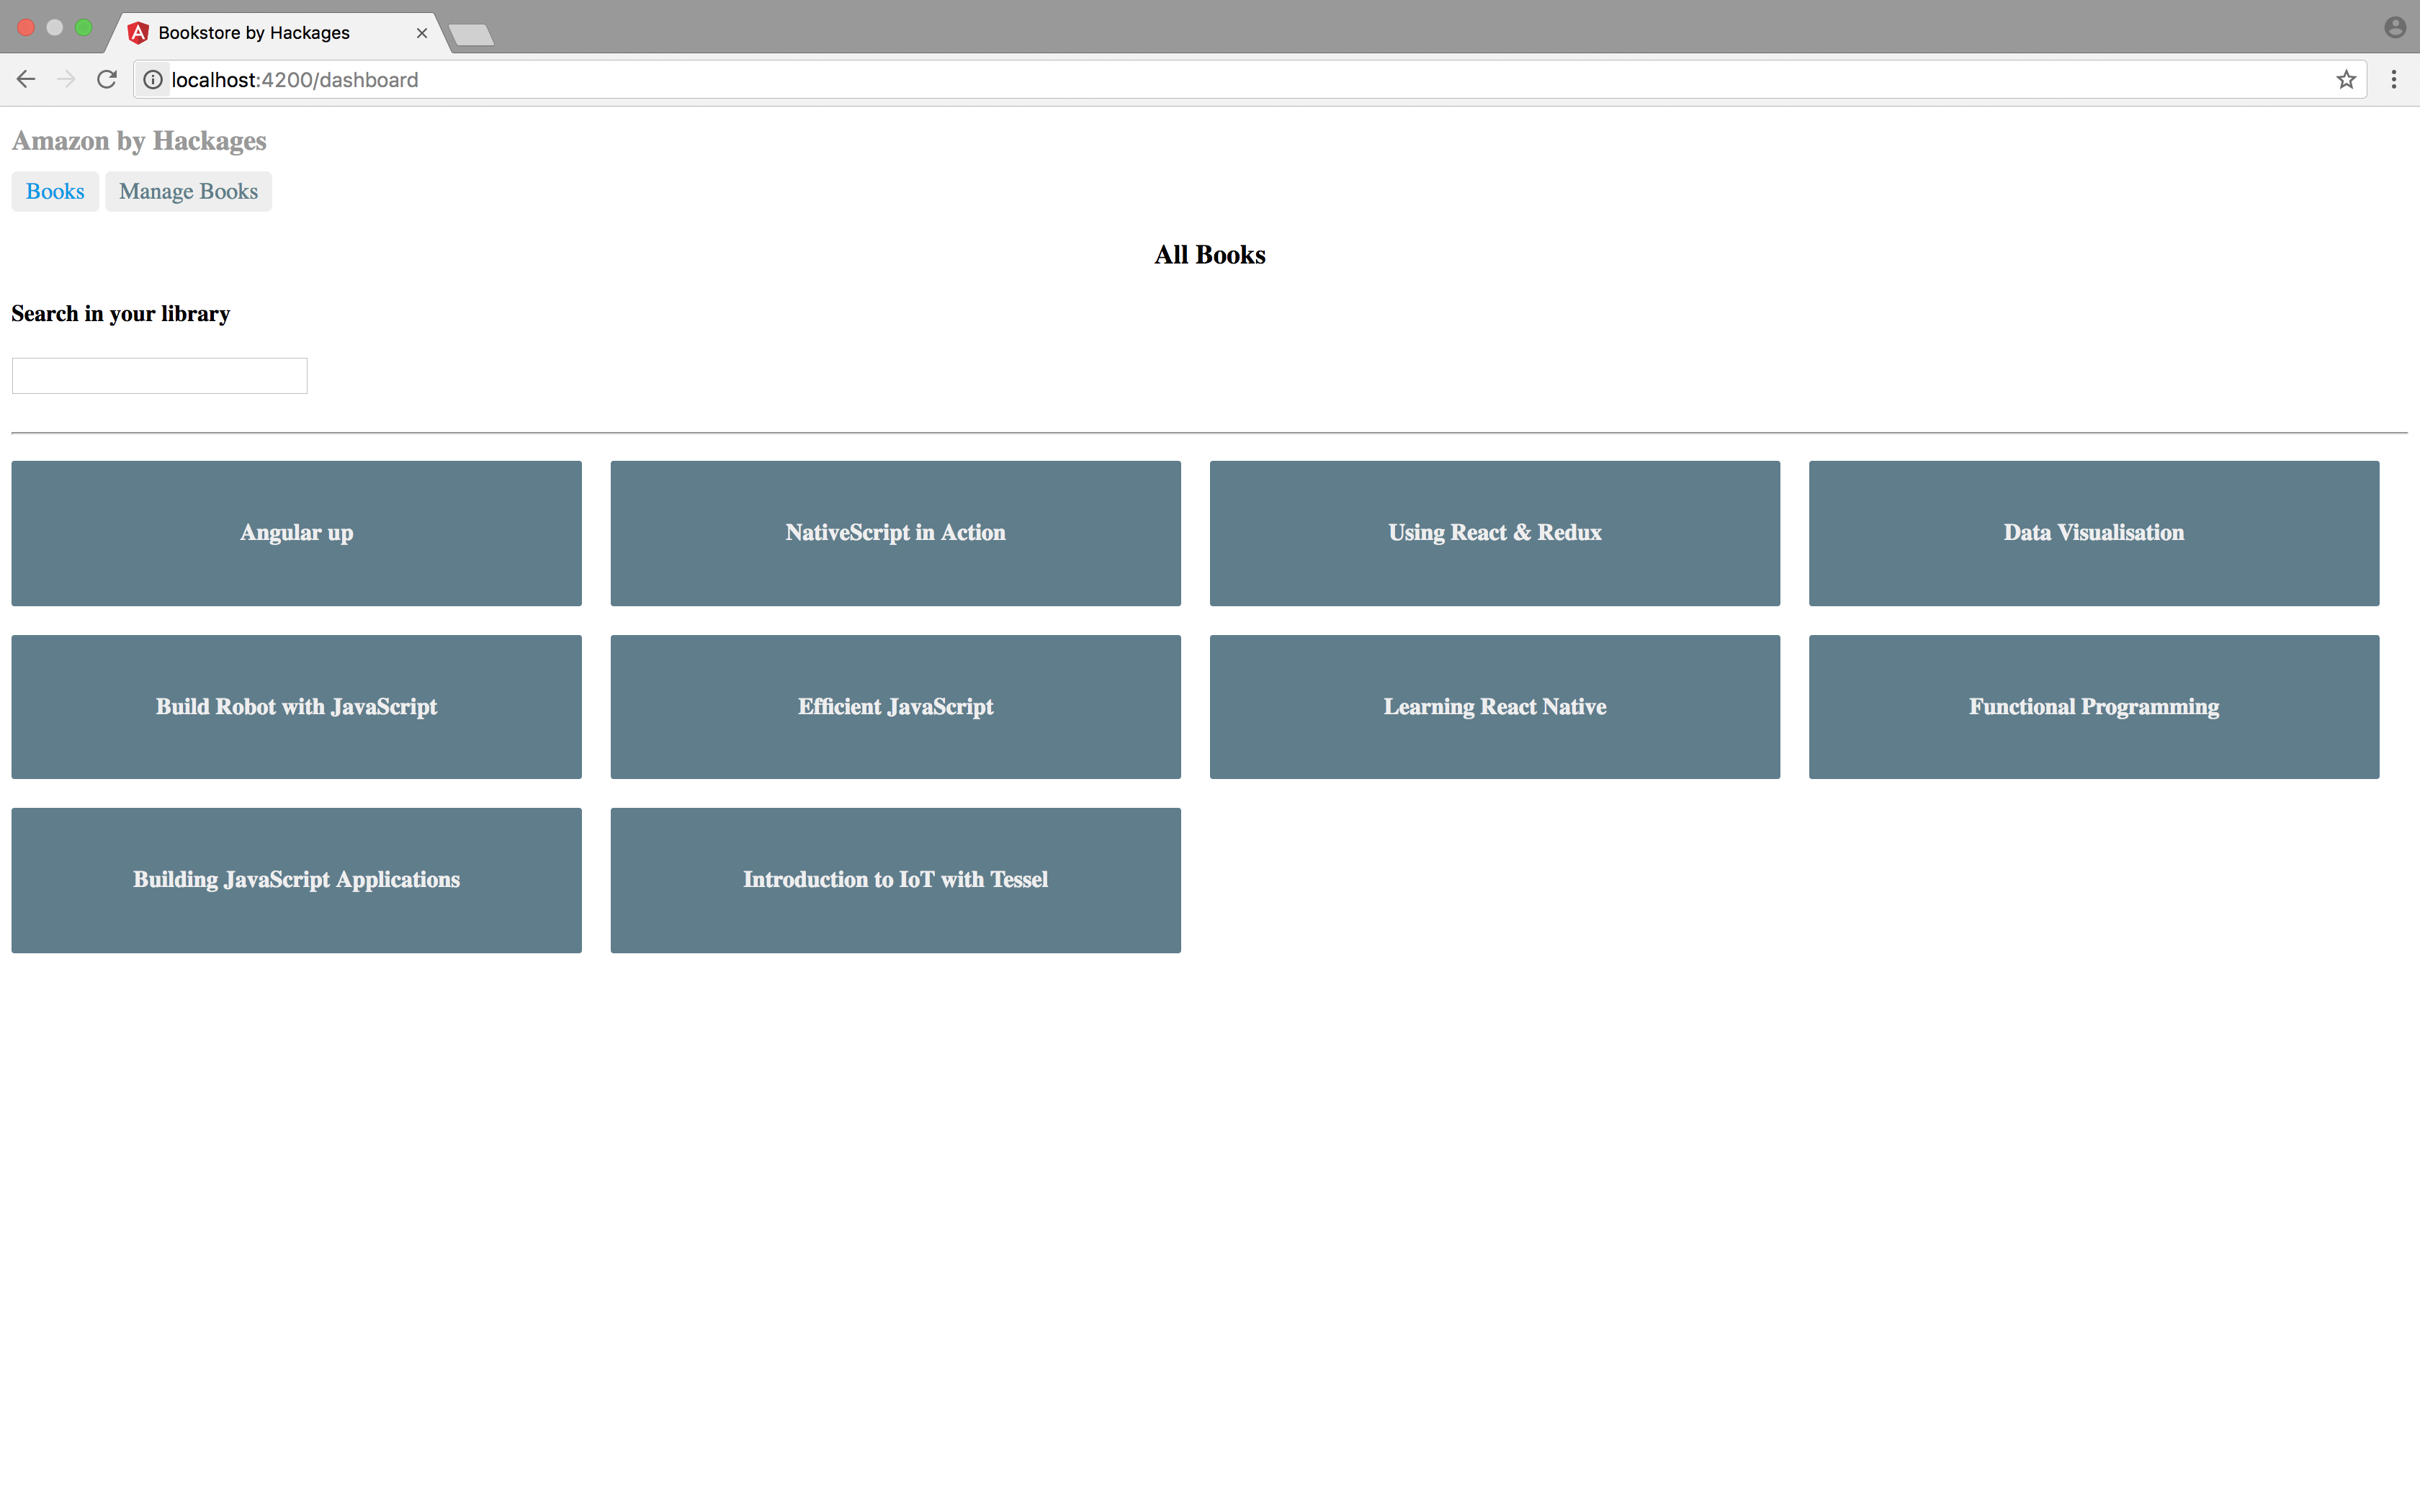 Bookstore by Hackages
localhost:4200/dashboard
Amazon by Hackages
Books Manage Books
All Books
Search in your library
Angular up NativeScript in Action Using React & Redux Data Visualisation
Build Robot with JavaScript Efficient JavaScript Learning React Native Functional Programming
Building JavaScript Applications Introduction to IoT with Tessel